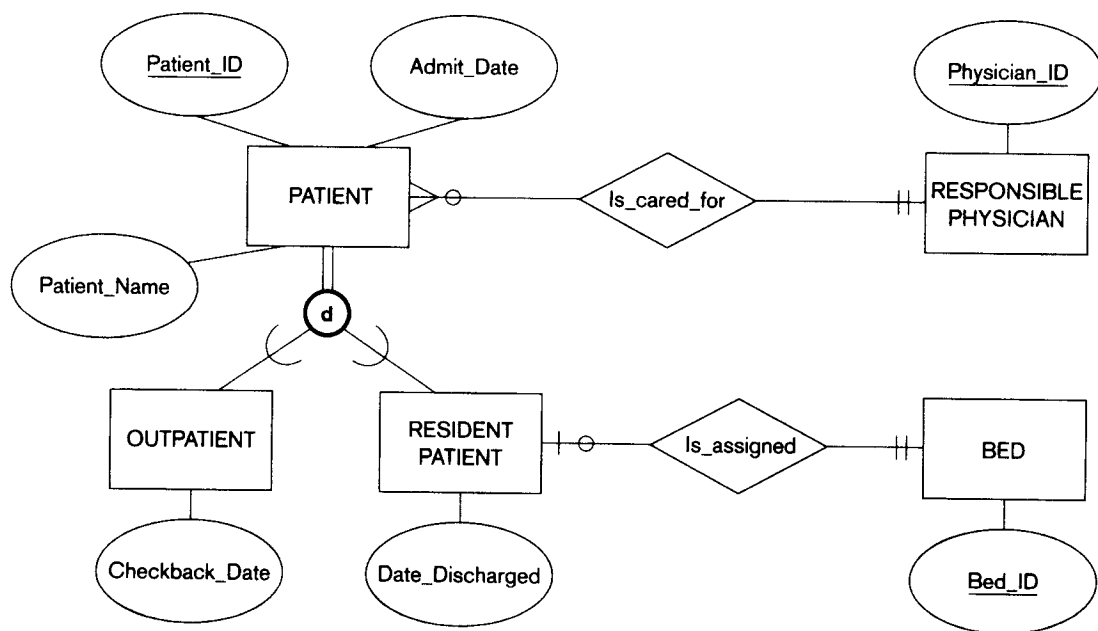 Patient_ID
Admit_Date
Physician_ID
PATIENT
Is_cared_for
RESPONSIBLE
PHYSICIAN
Patient_Name
d
OUTPATIENT
RESIDENT
PATIENT
Is_assigned
BED
Checkback_Date
Date_Discharged
Bed_ID